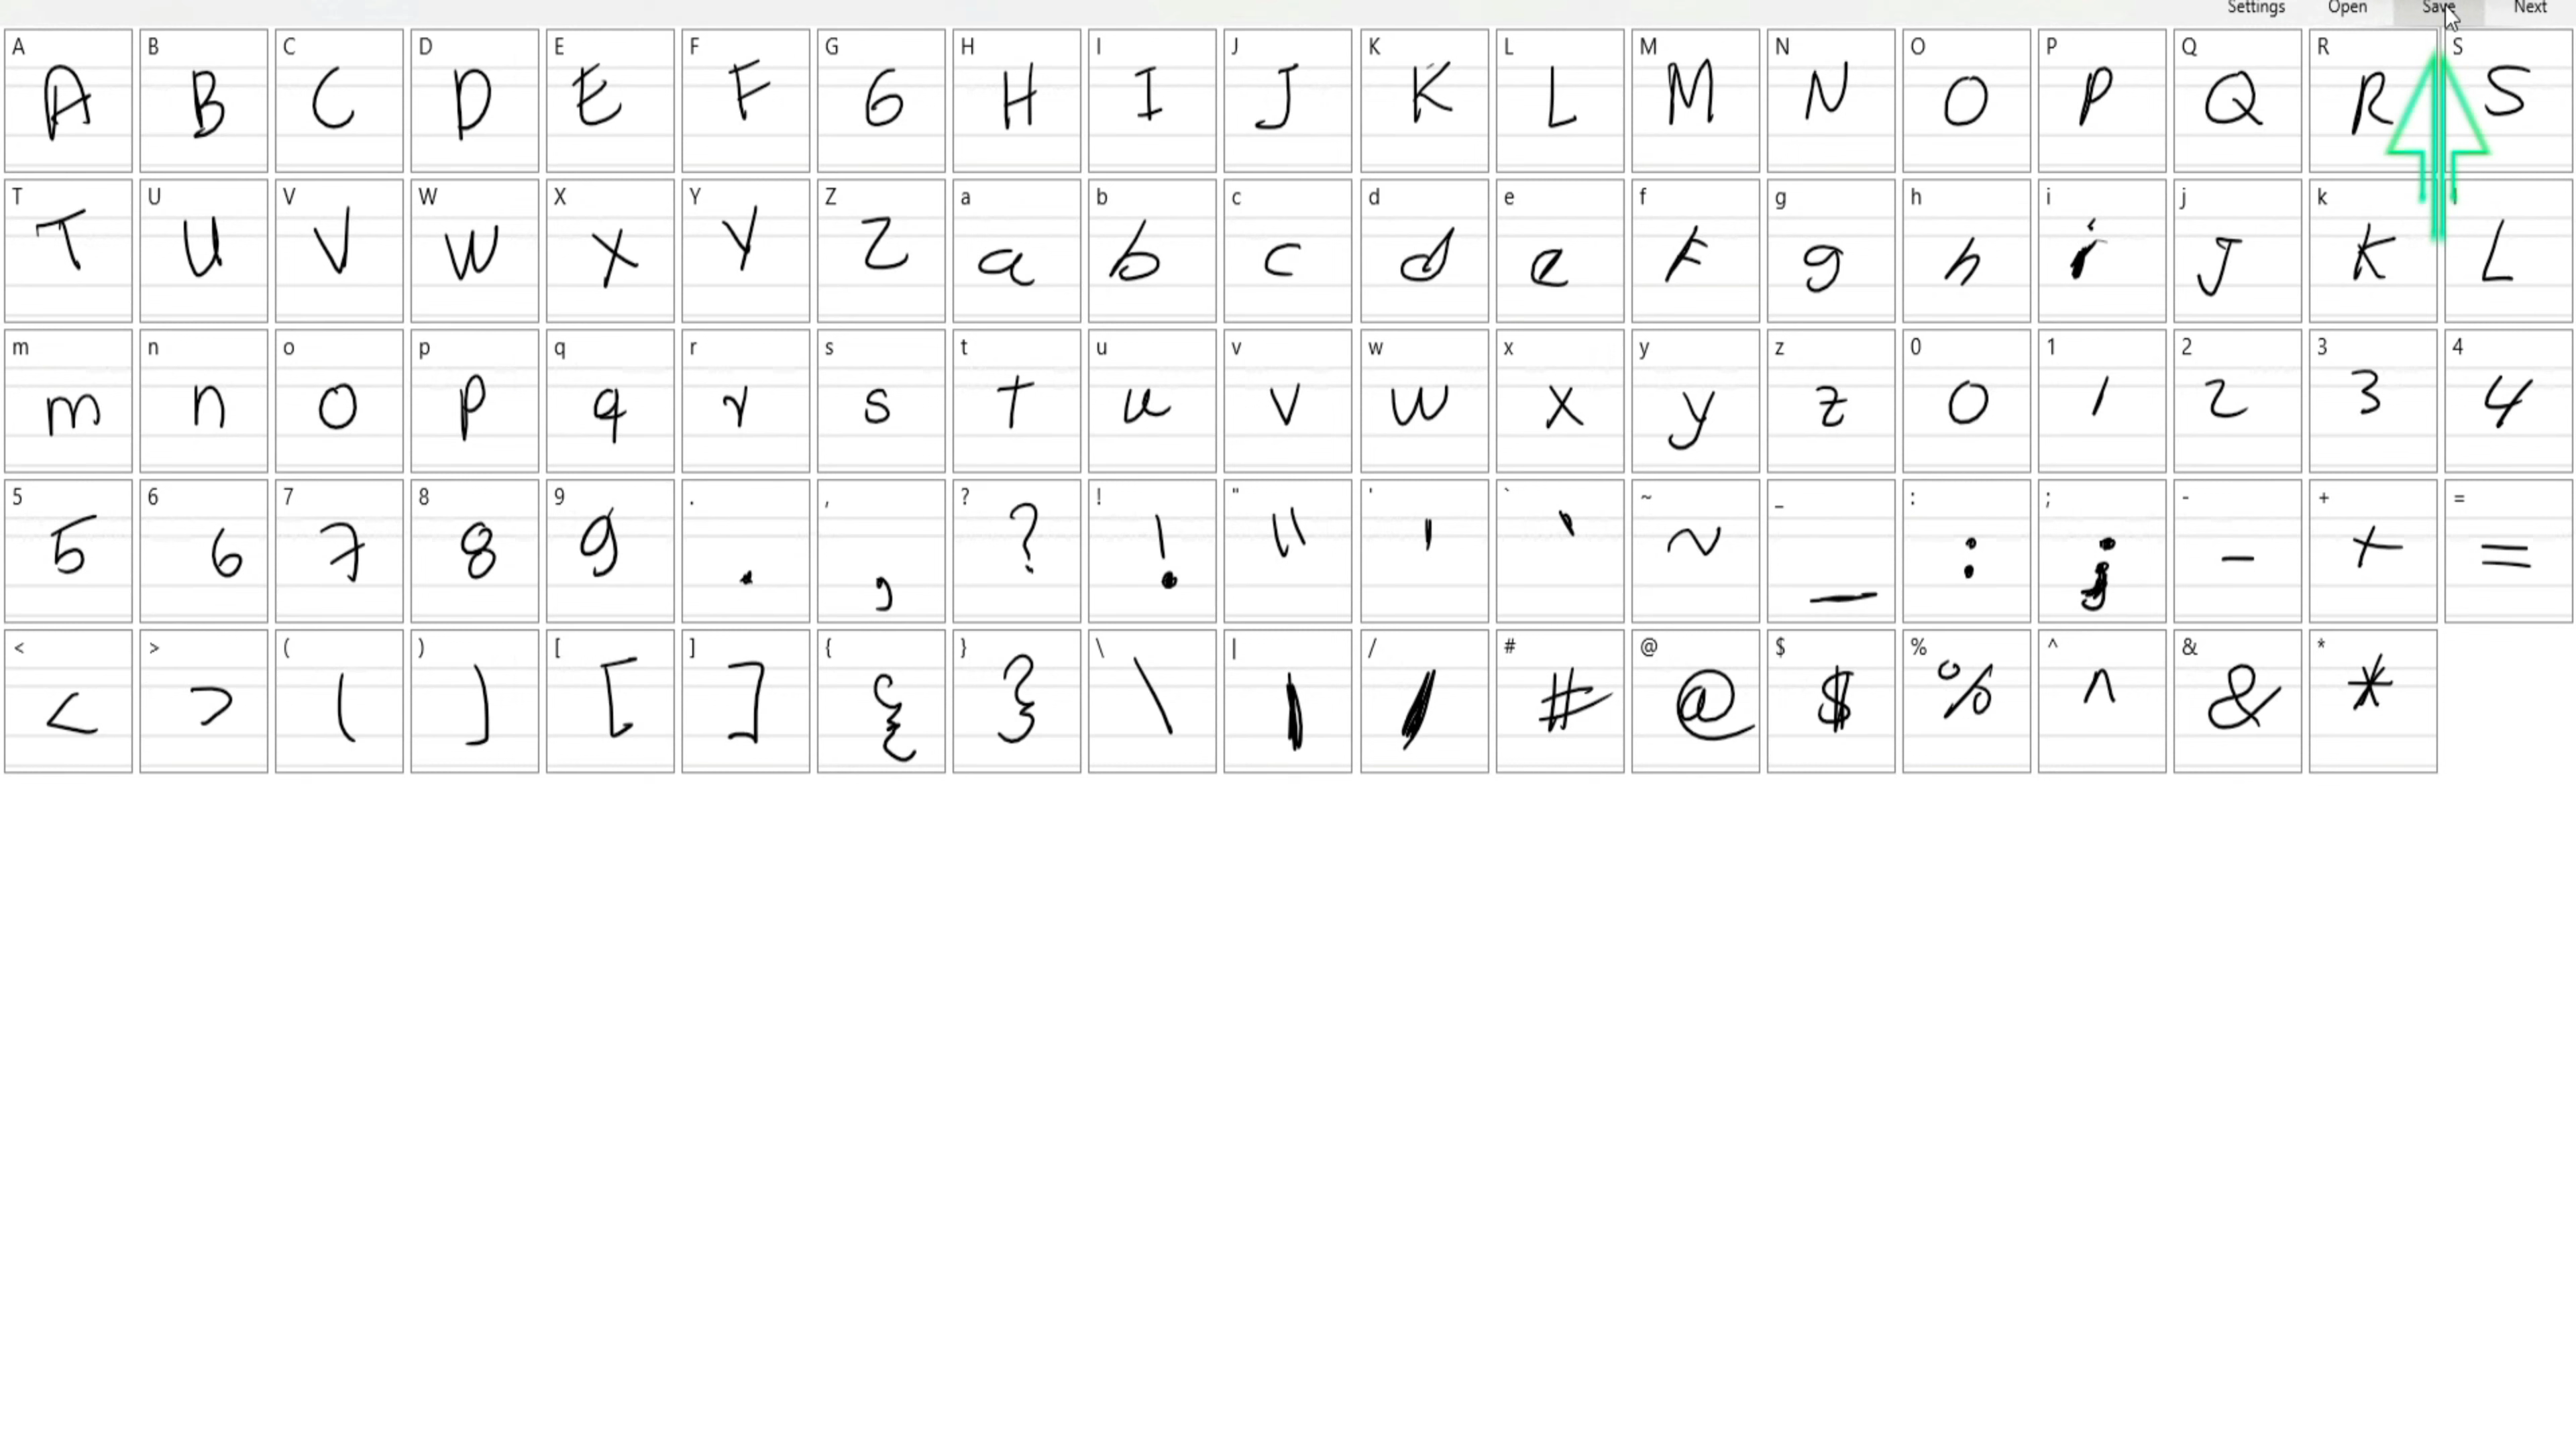 Settings Open Save Next
A B C D E F G H I J K L M N O P Q R S
A B C D E F G H I J K L M N O P Q R S
T U V W X Y Z a b c d e f g h i j k l
T U V W X Y Z a b c d e f g h i J K L
m n o p q r s t u v w x y z 0 1 2 3 4
m n o p q r s t u v w x y z 0 1 2 3 4
5 6 7 8 9 . , ? ! " ' ` ~ _ : ; - + =
5 6 7 8 9 . , ? ! " ' ` ~ _ : ; - + =
< > ( ) [ ] { } \ | / # @ $ % ^ & *
< > ( ) [ ] { } \ | / # @ $ % ^ & *